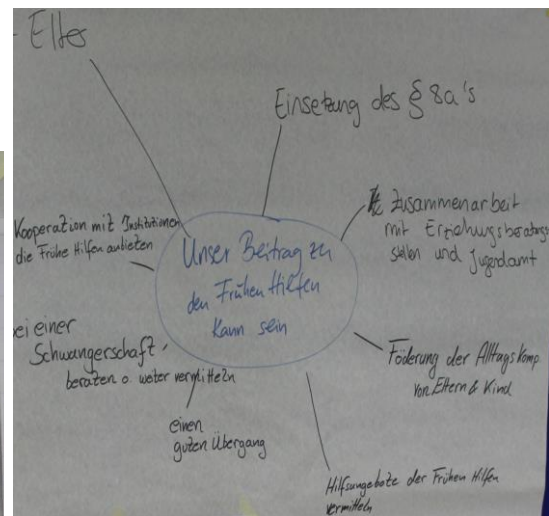 - Elte
Einsetzung des § 8a's
Zusammenarbeit
mit Erziehungsberatungs
stellen und Jugendamt
Kooperation mit Institutionen
die Frühe Hilfen anbieten
Unser Beitrag zu
den Frühen Hilfen
kann sein
ei einer
Schwangerschaft
beraten o. weiter vermitteln
Föderung der Alltagskomp.
von Eltern & Kind
einen
guten Übergang
Hilfsangebote der Frühen Hilfen
vermitteln